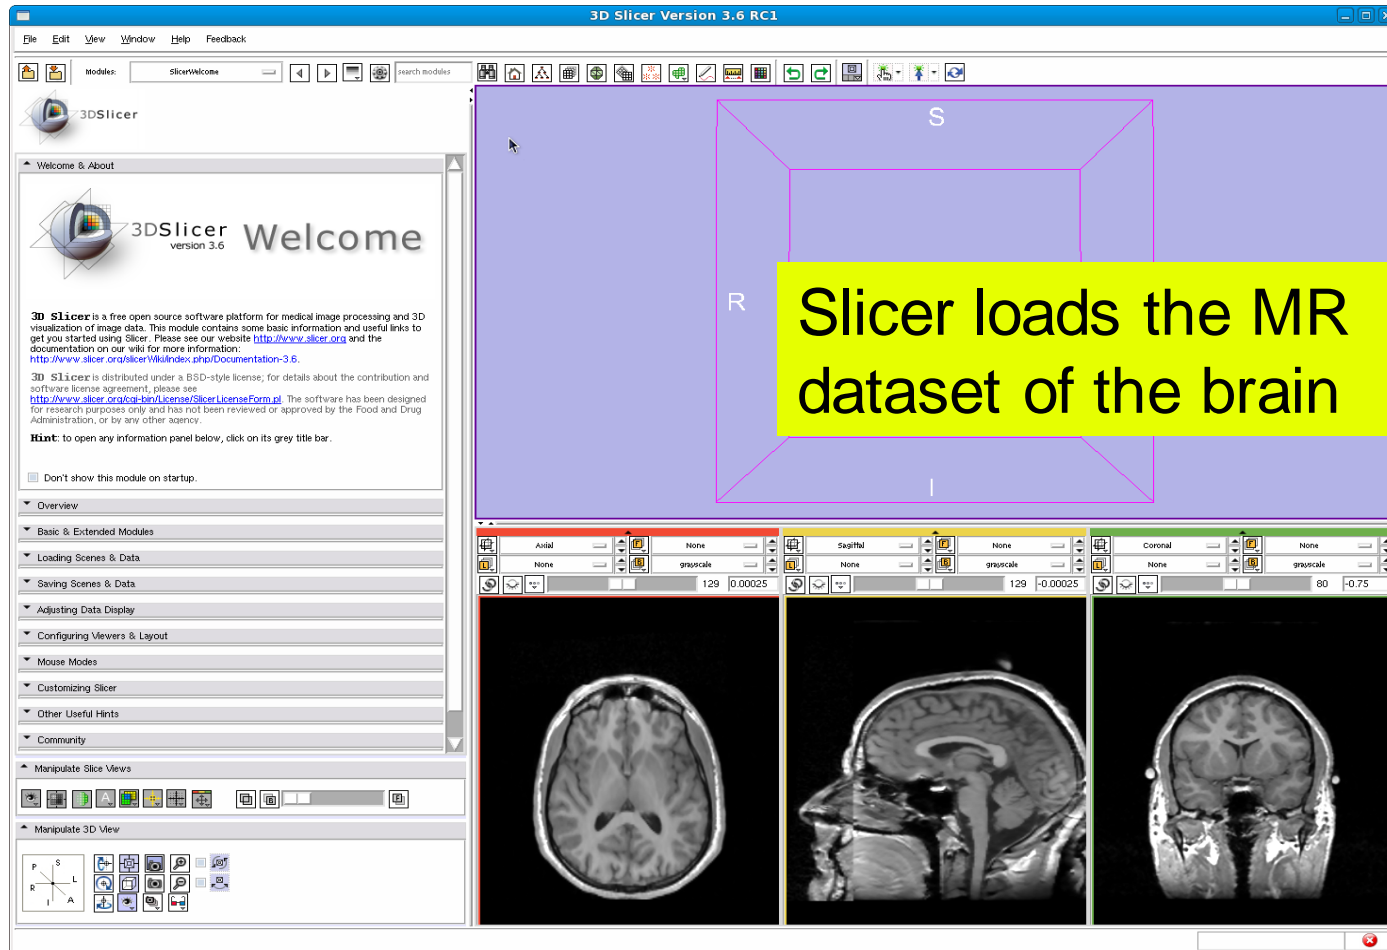 3D Slicer Version 3.6 RC1
File Edit View Window Help Feedback
Modules: SlicerWelcome search modules
3DSlicer
Welcome & About
3DSlicer
version 3.6
Welcome
3D Slicer is a free open source software platform for medical image processing and 3D
visualization of image data. This module contains some basic information and useful links to
get you started using Slicer. Please see our website http://www.slicer.org and the
documentation on our wiki for more information:
http://www.slicer.org/slicerWiki/index.php/Documentation-3.6.
3D Slicer is distributed under a BSD-style license; for details about the contribution and
software license agreement, please see
http://www.slicer.org/cgi-bin/License/SlicerLicenseForm.pl. The software has been designed
for research purposes only and has not been reviewed or approved by the Food and Drug
Administration, or by any other agency.
Hint: to open any information panel below, click on its grey title bar.
Don't show this module on startup.
Overview
Basic & Extended Modules
Loading Scenes & Data
Saving Scenes & Data
Adjusting Data Display
Configuring Viewers & Layout
Mouse Modes
Customizing Slicer
Other Useful Hints
Community
Manipulate Slice Views
Manipulate 3D View
P S
R L
I A
S
R
I
Slicer loads the MR
dataset of the brain
Axial None
None grayscale
129 0.00025
Sagittal None
None grayscale
129 -0.00025
Coronal None
None grayscale
80 -0.75